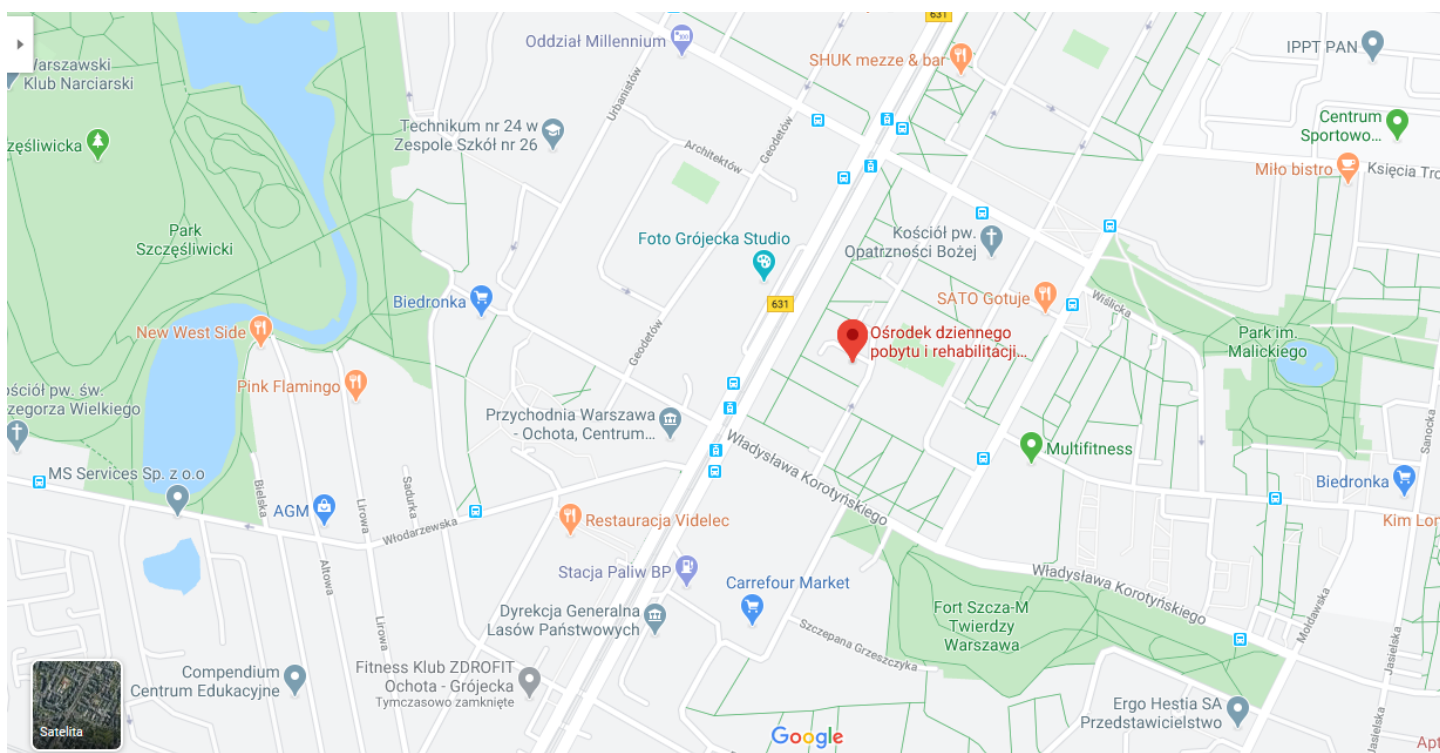 631
Oddział Millennium
IPPT PAN
SHUK mezze & bar
Warszawski
Klub Narciarski
Urbanistów
Centrum
Sportowo...
Technikum nr 24 w
Zespole Szkół nr 26
Geodetów
zęśliwicka
Architektów
Miło bistro
Księcia Tro
Park
Szczęśliwicki
Foto Grójecka Studio
Kościół pw.
Opatrzności Bożej
Biedronka
631
SATO Gotuje
Wiślicka
New West Side
Ośrodek dziennego
pobytu i rehabilitacji...
Park im.
Malickiego
Geodetów
Pink Flamingo
ościół pw. św.
zegorza Wielkiego
Przychodnia Warszawa
- Ochota, Centrum...
Władysława Korotyńskiego
Multifitness
Sanocka
MS Services Sp. z o.o
Biedronka
Bielska
Lirowa
Sadurka
AGM
Włodarzewska
Restauracja Videlec
Kim Lon
Stacja Paliw BP
Altowa
Carrefour Market
Władysława Korotyńskiego
Dyrekcja Generalna
Lasów Państwowych
Fort Szcza-M
Twierdzy
Warszawa
Mołdawska
Lirowa
Szczepana Grzeszczyka
Jasielska
Compendium
Centrum Edukacyjne
Fitness Klub ZDROFIT
Ochota - Grójecka
Tymczasowo zamknięte
Ergo Hestia SA
Przedstawicielstwo
Satelita
Google
Jasielska
Apt